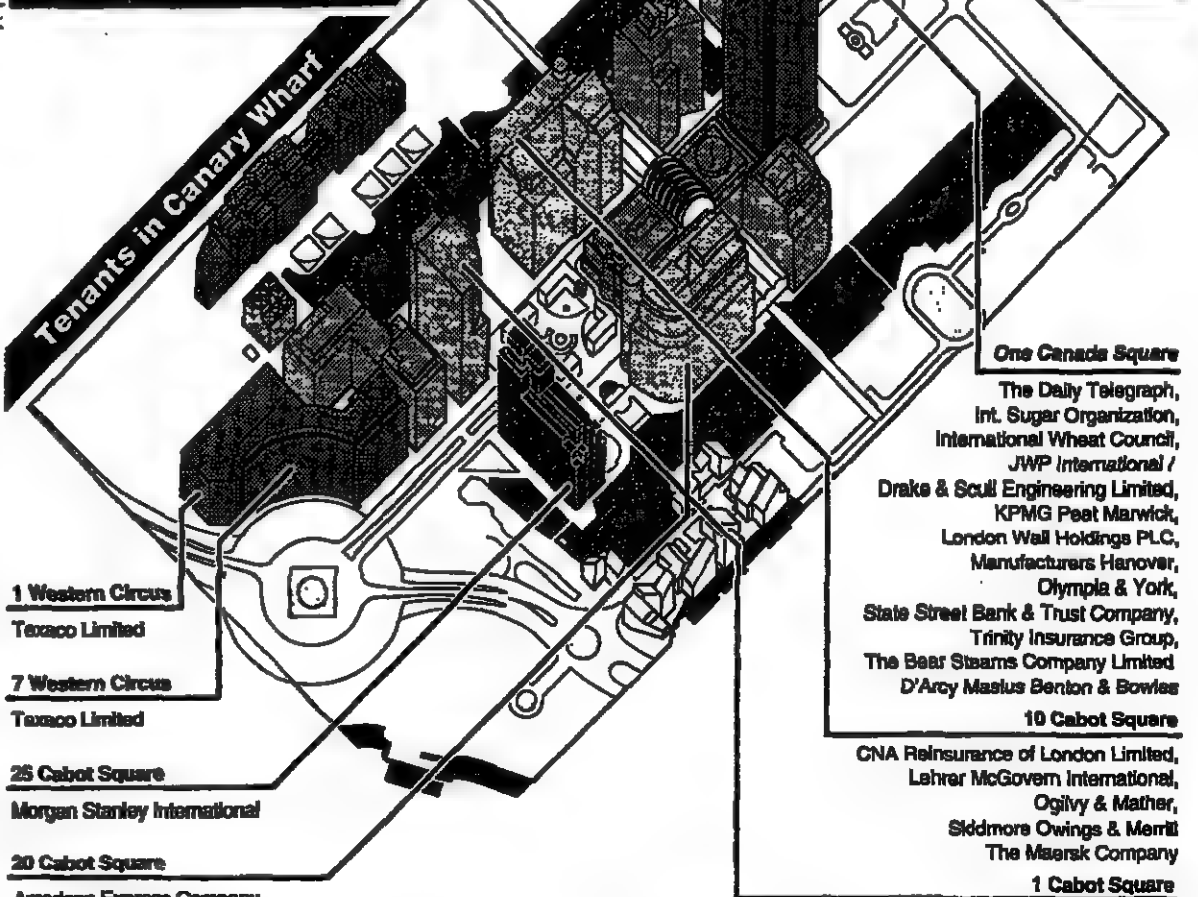 Tenants in Canary Wharf
1 Western Circus
Texaco Limited
7 Western Circus
Texaco Limited
25 Cabot Square
Morgan Stanley International
20 Cabot Square
American Express Company
One Canada Square
The Daily Telegraph,
Int. Sugar Organization,
International Wheat Council,
JWP International /
Drake & Scull Engineering Limited,
KPMG Peat Marwick,
London Wall Holdings PLC,
Manufacturers Hanover,
Olympia & York,
State Street Bank & Trust Company,
Trinity Insurance Group,
The Bear Stearns Company Limited
D'Arcy Masius Benton & Bowles
10 Cabot Square
CNA Reinsurance of London Limited,
Lehrer McGovern International,
Ogilvy & Mather,
Skidmore Owings & Merrill
The Maersk Company
1 Cabot Square